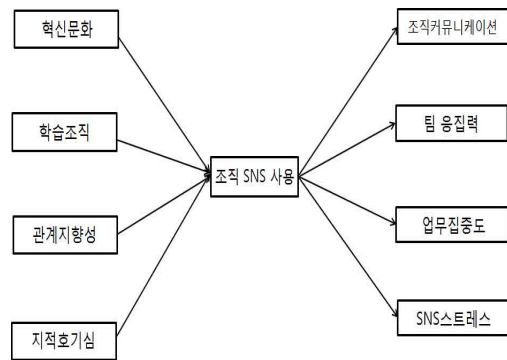 혁신문화
학습조직
관계지향성
지적호기심
조직 SNS 사용
조직커뮤니케이션
팀 응집력
업무집중도
SNS스트레스